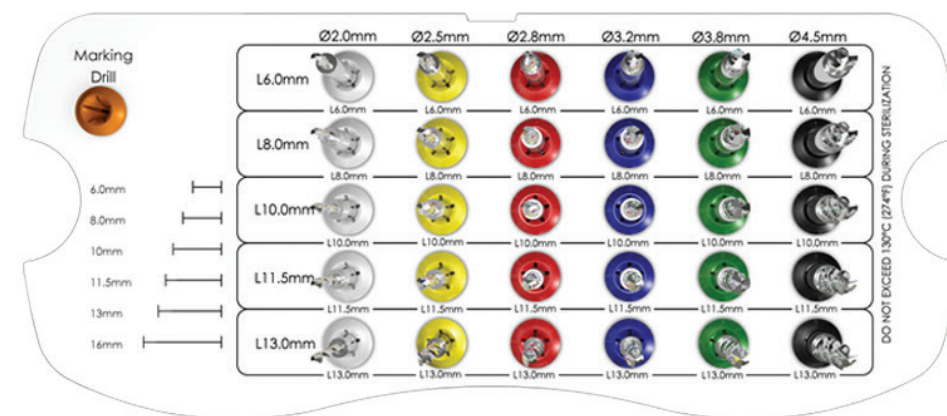 Marking
Drill
Ø2.0mm Ø2.5mm Ø2.8mm Ø3.2mm Ø3.8mm Ø4.5mm
L6.0mm
L6.0mm L6.0mm L6.0mm L6.0mm L6.0mm L6.0mm
L8.0mm
L8.0mm L8.0mm L8.0mm L8.0mm L8.0mm L8.0mm
L10.0mm
L10.0mm L10.0mm L10.0mm L10.0mm L10.0mm L10.0mm
L11.5mm
L11.5mm L11.5mm L11.5mm L11.5mm L11.5mm L11.5mm
L13.0mm
L13.0mm L13.0mm L13.0mm L13.0mm L13.0mm L13.0mm
6.0mm
8.0mm
10mm
11.5mm
13mm
16mm
DO NOT EXCEED 130°C (274°F) DURING STERILIZATION